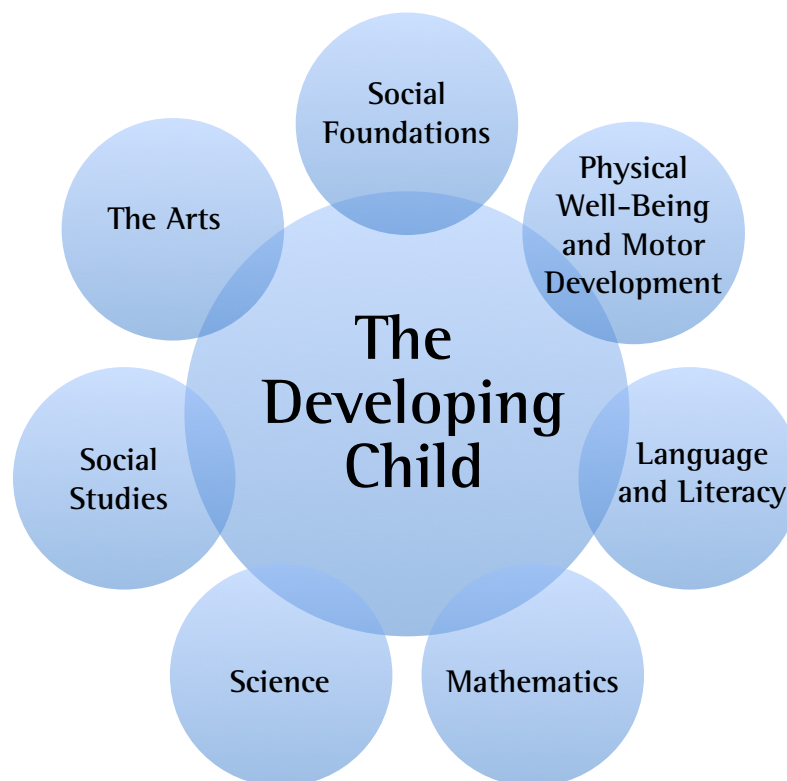 Social
Foundations
Physical
Well-Being
and Motor
Development
The Arts
The
Developing
Child
Language
and Literacy
Social
Studies
Science
Mathematics